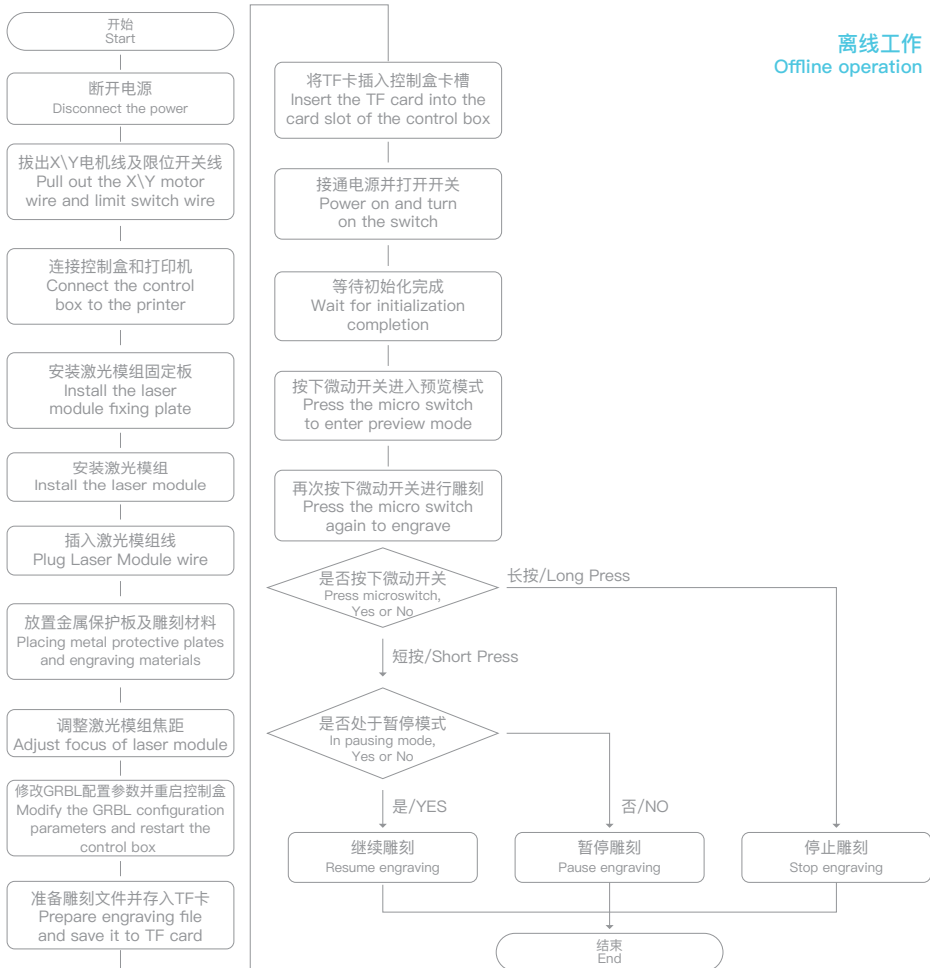 离线工作
Offline operation
开始
Start
断开电源
Disconnect the power
拔出X\Y电机线及限位开关线
Pull out the X\Y motor
wire and limit switch wire
连接控制盒和打印机
Connect the control
box to the printer
安装激光模组固定板
Install the laser
module fixing plate
安装激光模组
Install the laser module
插入激光模组线
Plug Laser Module wire
放置金属保护板及雕刻材料
Placing metal protective plates
and engraving materials
调整激光模组焦距
Adjust focus of laser module
修改GRBL配置参数并重启控制盒
Modify the GRBL configuration
parameters and restart the
control box
准备雕刻文件并存入TF卡
Prepare engraving file
and save it to TF card
将TF卡插入控制盒卡槽
Insert the TF card into the
card slot of the control box
接通电源并打开开关
Power on and turn
on the switch
等待初始化完成
Wait for initialization
completion
按下微动开关进入预览模式
Press the micro switch
to enter preview mode
再次按下微动开关进行雕刻
Press the micro switch
again to engrave
是否按下微动开关
Press microswitch,
Yes or No
长按/Long Press
短按/Short Press
是否处于暂停模式
In pausing mode,
Yes or No
是/YES
否/NO
继续雕刻
Resume engraving
暂停雕刻
Pause engraving
停止雕刻
Stop engraving
结束
End